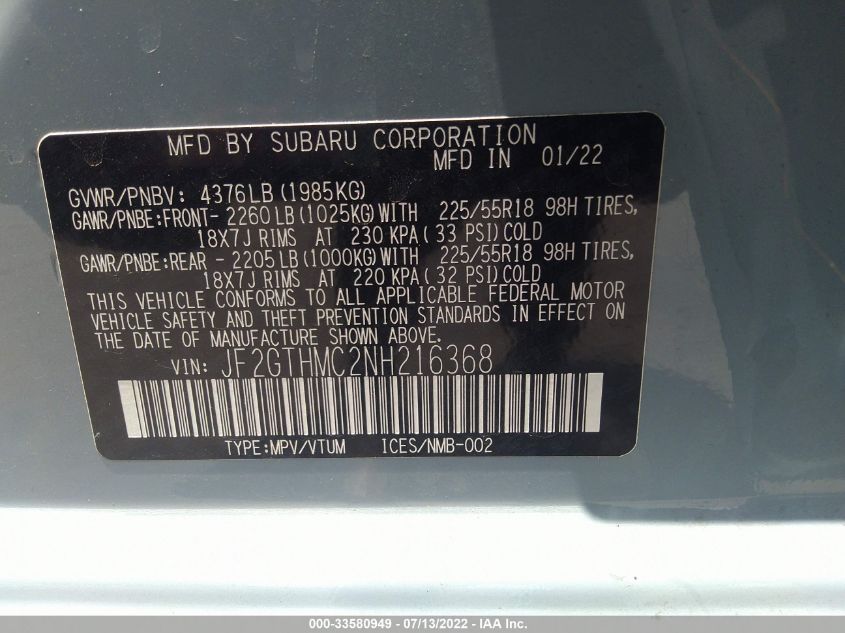 MFD BY SUBARU CORPORATION
MFD IN 01/22
GVWR/PNBV: 4376LB (1985KG)
GAWR/PNBE:FRONT- 2260LB (1025KG) WITH 225/55R18 98H TIRES,
18X7J RIMS AT 230 KPA ( 33 PSI) COLD
GAWR/PNBE:REAR - 2205LB (1000KG) WITH 225/55R18 98H TIRES,
18X7J RIMS AT 220 KPA ( 32 PSI) COLD
THIS VEHICLE CONFORMS TO ALL APPLICABLE FEDERAL MOTOR
VEHICLE SAFETY AND THEFT PREVENTION STANDARDS IN EFFECT ON
THE DATE OF MANUFACTURE SHOWN ABOVE.
VIN: JF2GTHMC2NH216368
TYPE:MPV/VTUM ICES/NMB-002
000-33580949 - 07/13/2022 - IAA Inc.